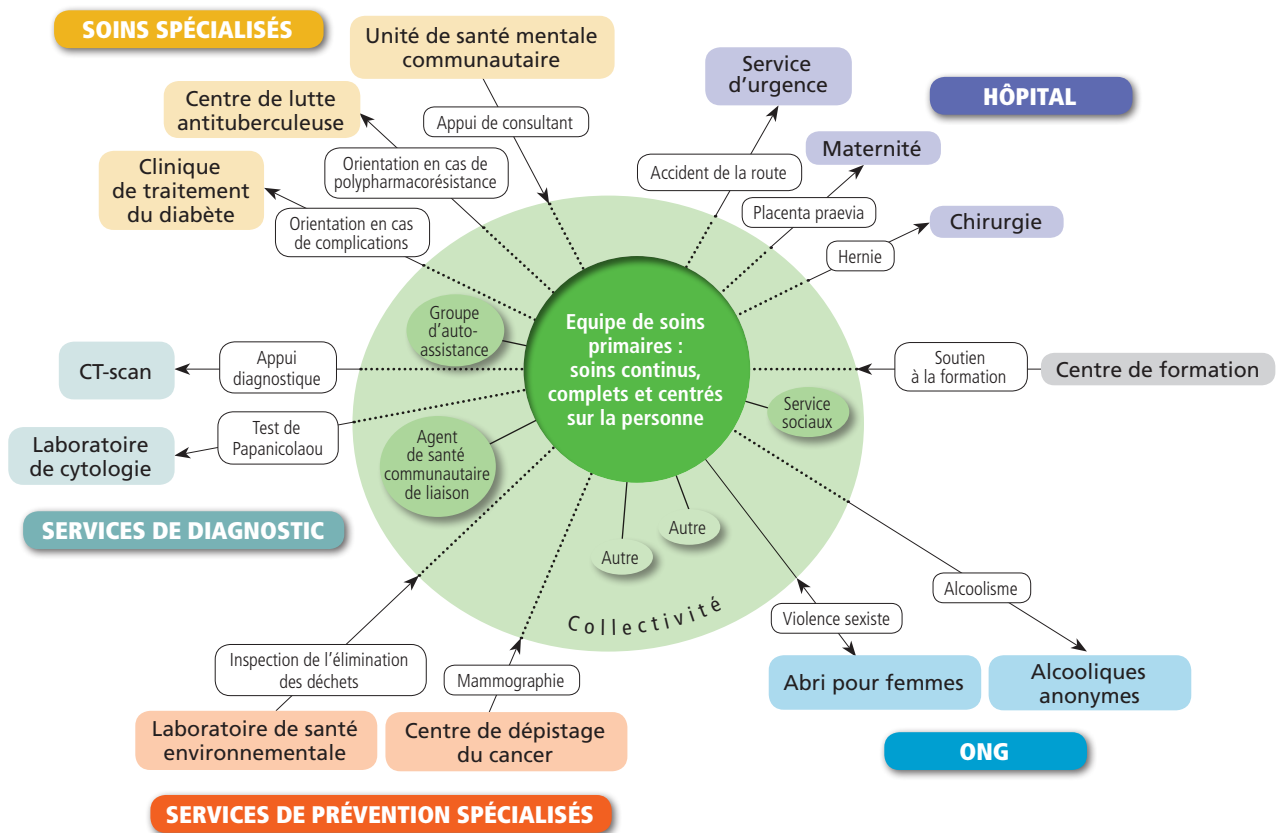 SOINS SPÉCIALISÉS
Unité de santé mentale
communautaire
Centre de lutte
antituberculeuse
Clinique
de traitement
du diabète
Appui de consultant
Orientation en cas de
polypharmacorésistance
Orientation en cas
de complications
Service
d'urgence
HÔPITAL
Maternité
Chirurgie
Accident de la route
Placenta praevia
Hernie
Groupe
d'auto-
assistance
Equipe de soins
primaires :
soins continus,
complets et centrés
sur la personne
CT-scan
Appui
diagnostique
Soutien
à la formation
Centre de formation
Service
sociaux
Laboratoire
de cytologie
Test de
Papanicolaou
Agent
de santé
communautaire
de liaison
SERVICES DE DIAGNOSTIC
Autre
Autre
Collectivité
Alcoolisme
Violence sexiste
Inspection de l'élimination
des déchets
Mammographie
Abri pour femmes
Alcooliques
anonymes
Laboratoire de santé
environnementale
Centre de dépistage
du cancer
ONG
SERVICES DE PRÉVENTION SPÉCIALISÉS